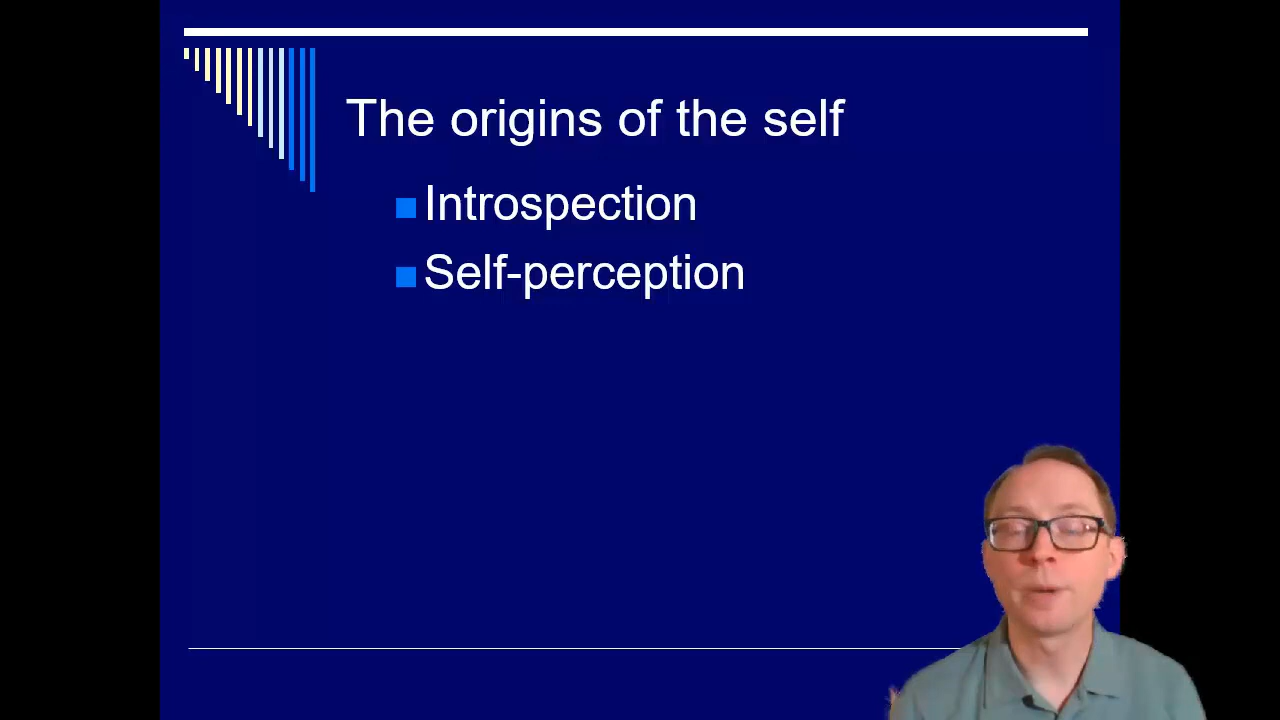 The origins of the self
Introspection
Self-perception